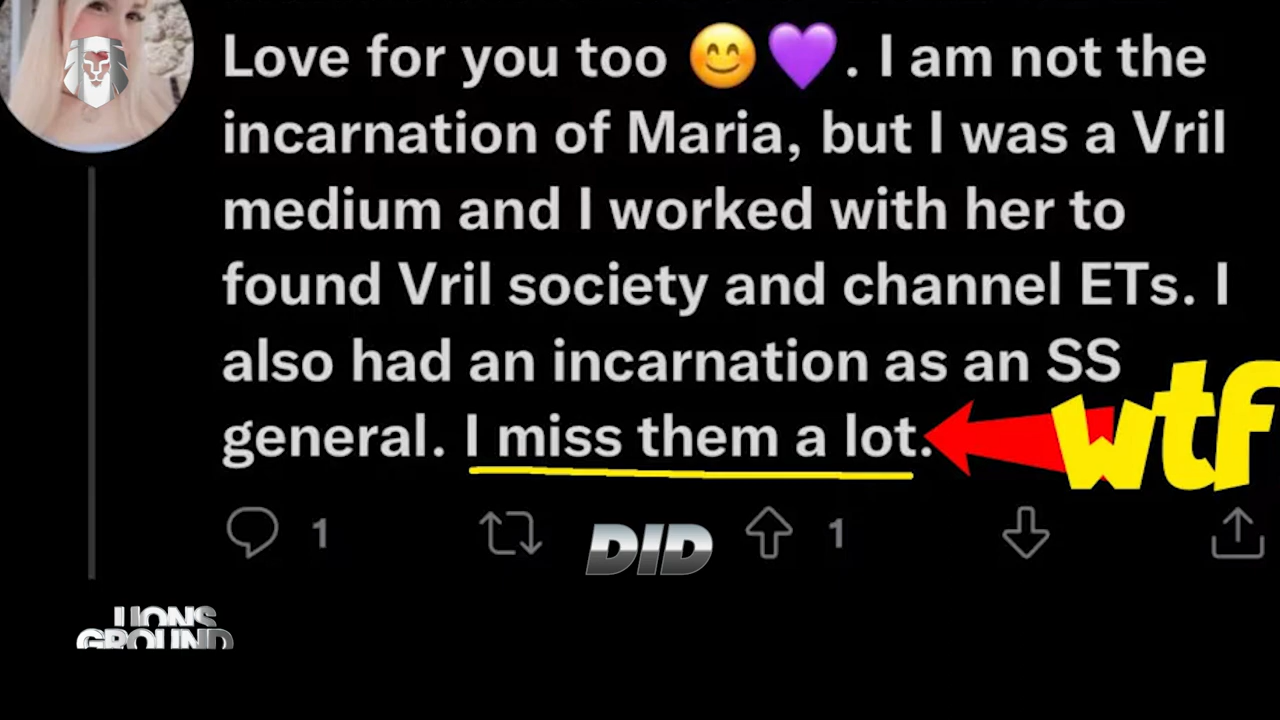 Love for you too 😊💜. I am not the
incarnation of Maria, but I was a Vril
medium and I worked with her to
found Vril society and channel ETs. I
also had an incarnation as an SS
general. I miss them a lot.
wtf
1
1
DID
LIONS
GROUND